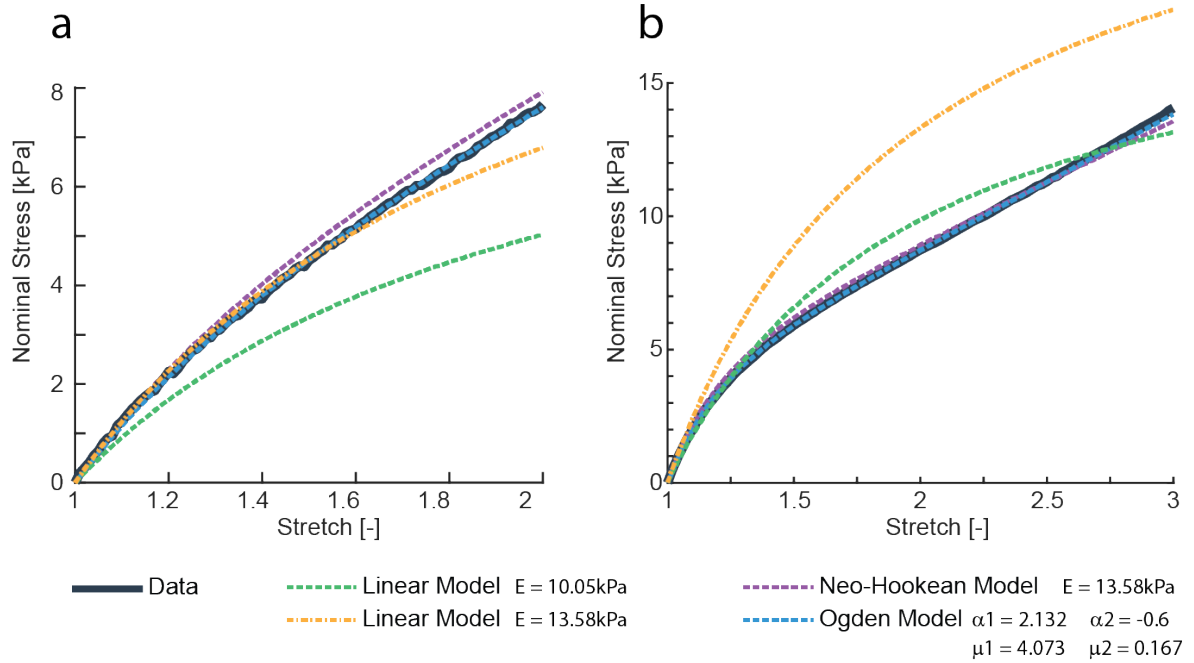 a
b
Nominal Stress [kPa]
8
6
4
2
0
1
1.2
1.4
1.6
1.8
2
Stretch [-]
Nominal Stress [kPa]
15
10
5
0
1
1.5
2
2.5
3
Stretch [-]
Data
Linear Model E = 10.05kPa
Linear Model E = 13.58kPa
Neo-Hookean Model E = 13.58kPa
Ogden Model α1 = 2.132 α2 = -0.6
μ1 = 4.073 μ2 = 0.167